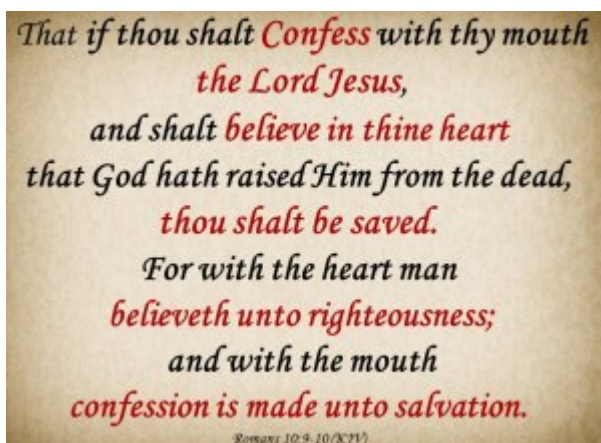 That if thou shalt Confess with thy mouth
the Lord Jesus,
and shalt believe in thine heart
that God hath raised Him from the dead,
thou shalt be saved.
For with the heart man
believeth unto righteousness;
and with the mouth
confession is made unto salvation.
Romans 10:9-10(KJV)